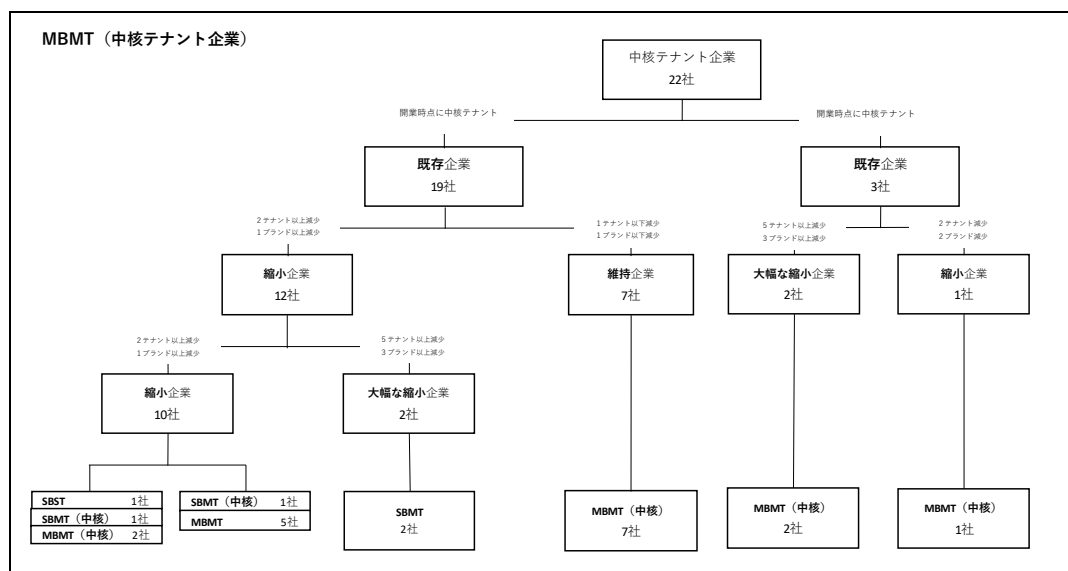 MBMT（中核テナント企業）
中核テナント企業
22社
開業時点に中核テナント
開業時点に中核テナント
既存企業
19社
既存企業
3社
2テナント以上減少
1ブランド以上減少
1テナント以下減少
1ブランド以下減少
5テナント以上減少
3ブランド以上減少
2テナント減少
2ブランド減少
縮小企業
12社
維持企業
7社
大幅な縮小企業
2社
縮小企業
1社
2テナント以上減少
1ブランド以上減少
5テナント以上減少
3ブランド以上減少
縮小企業
10社
大幅な縮小企業
2社
SBST 1社
SBMT（中核） 1社
MBMT（中核） 2社
SBMT（中核） 1社
MBMT 5社
SBMT
2社
MBMT（中核）
7社
MBMT（中核）
2社
MBMT（中核）
1社